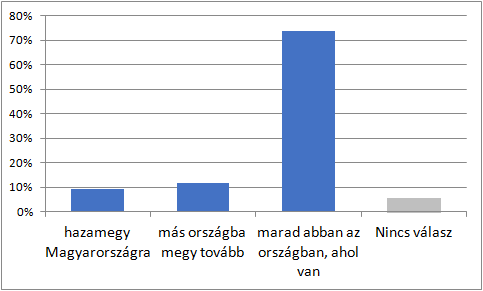 80%
70%
60%
50%
40%
30%
20%
10%
0%
hazamegy
Magyarországra
más országba
megy tovább
marad abban az
országban, ahol
van
Nincs válasz